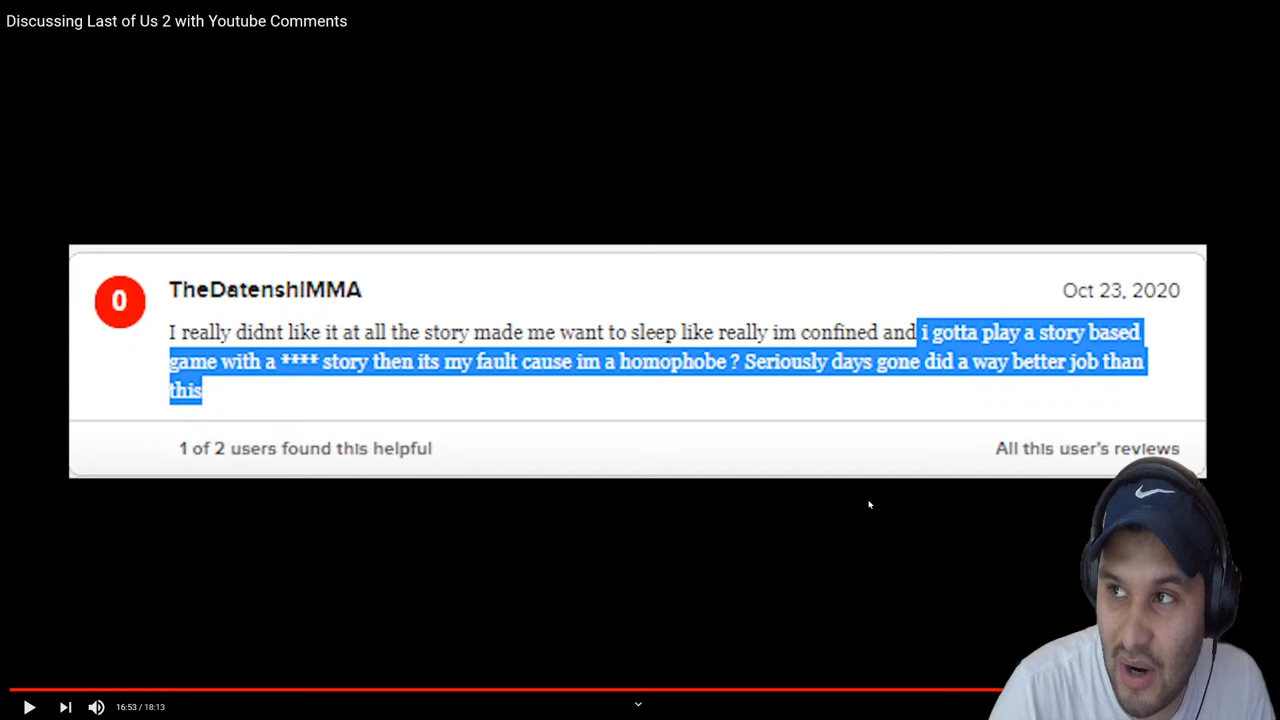 Discussing Last of Us 2 with Youtube Comments
0
TheDatenshiMMA
Oct 23, 2020
I really didnt like it at all the story made me want to sleep like really im confined and i gotta play a story based
game with a **** story then its my fault cause im a homophobe ? Seriously days gone did a way better job than
this
1 of 2 users found this helpful
All this user's reviews
16:53 / 18:13